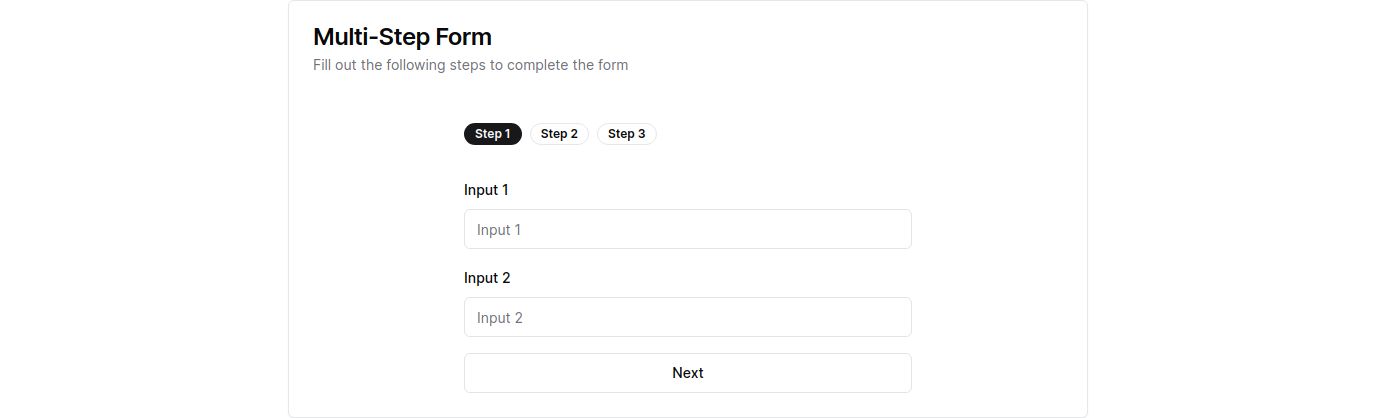 Multi-Step Form
Fill out the following steps to complete the form
Step 1 Step 2 Step 3
Input 1
Input 1
Input 2
Input 2
Next